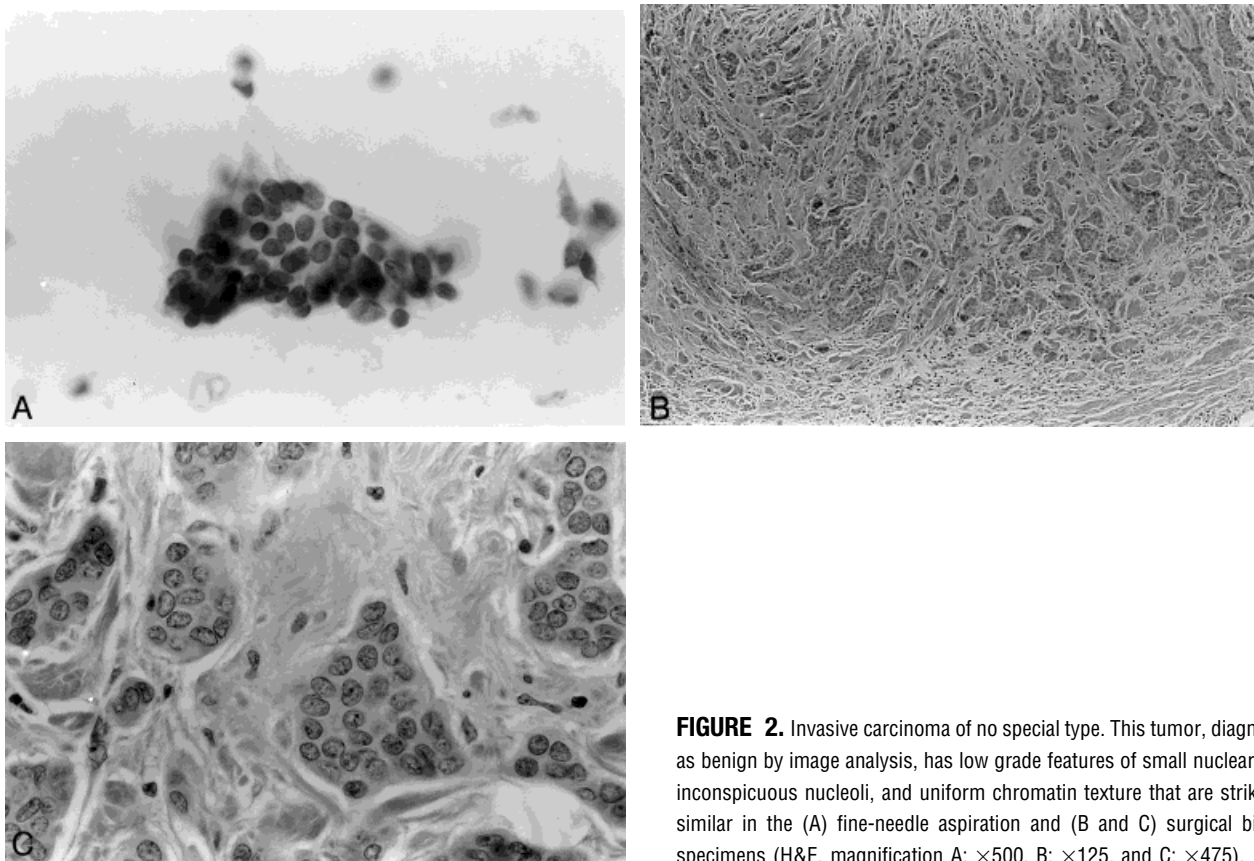 A
B
C
FIGURE 2. Invasive carcinoma of no special type. This tumor, diagn
as benign by image analysis, has low grade features of small nuclear
inconspicuous nucleoli, and uniform chromatin texture that are strik
similar in the (A) fine-needle aspiration and (B and C) surgical bi
specimens (H&E, magnification A: ×500, B: ×125, and C: ×475).